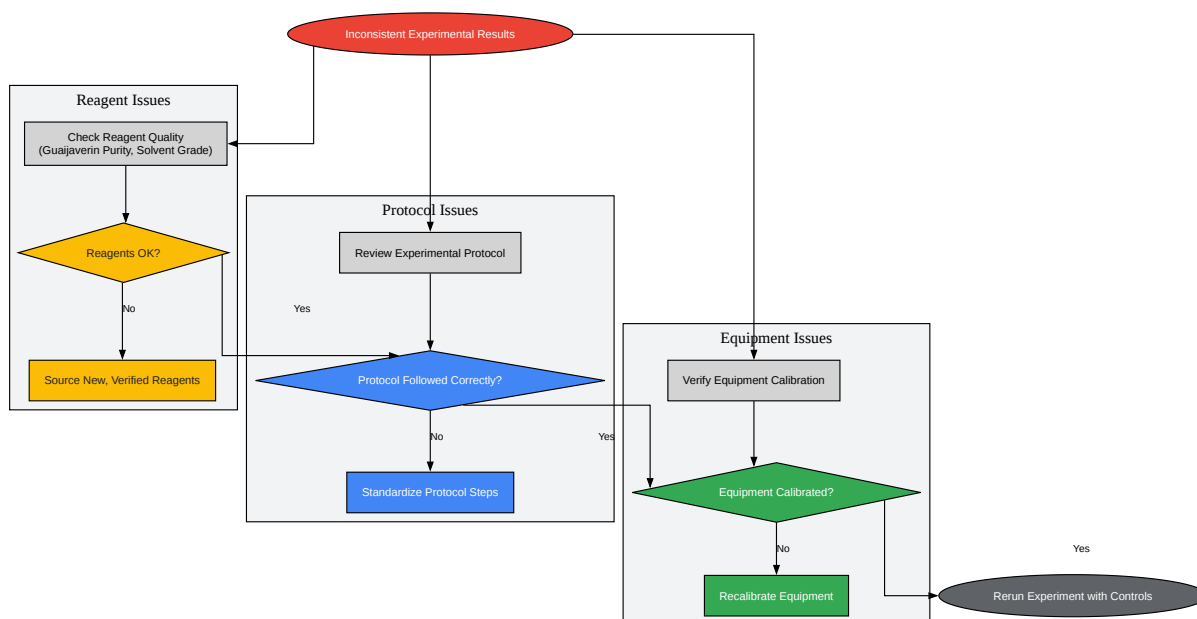 Inconsistent Experimental Results
Reagent Issues
Check Reagent Quality
(Guaijaverin Purity, Solvent Grade)
Reagents OK?
No
Yes
Source New, Verified Reagents
Protocol Issues
Review Experimental Protocol
Protocol Followed Correctly?
No
Yes
Standardize Protocol Steps
Equipment Issues
Verify Equipment Calibration
Equipment Calibrated?
No
Yes
Recalibrate Equipment
Rerun Experiment with Controls